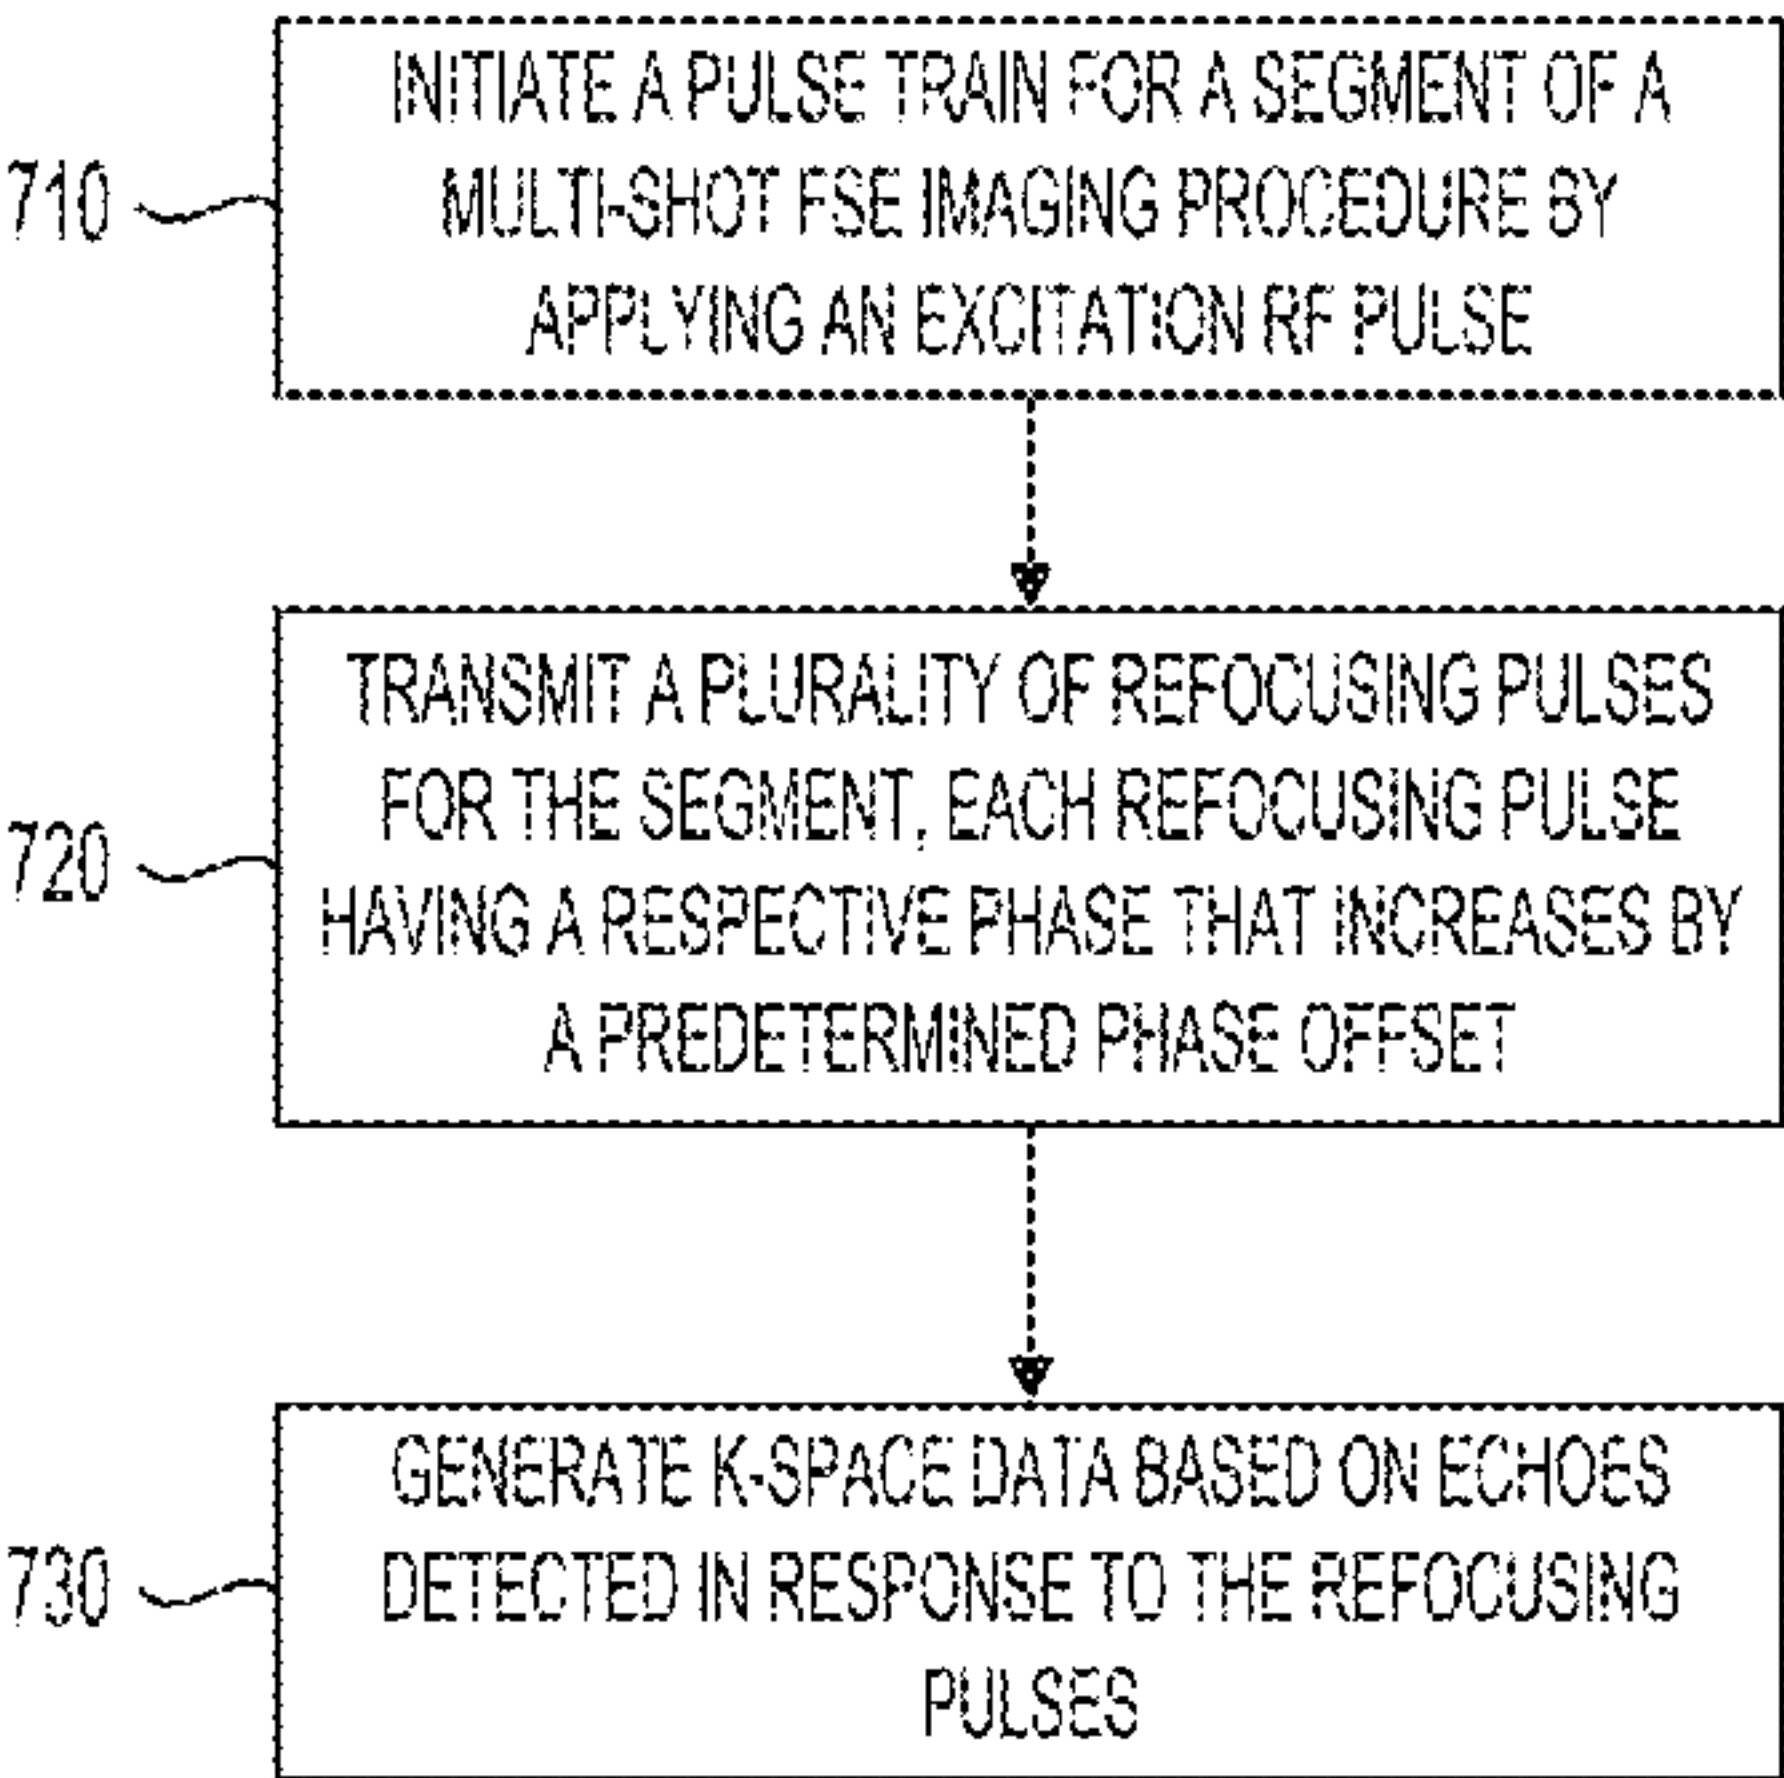 INITIATE A PULSE TRAIN FOR A SEGMENT OF A
710
MULTI-SHOT FSE IMAGING PROCEDURE BY
APPLYING AN EXCITATION RF PULSE
TRANSMIT A PLURALITY OF REFOCUSING PULSES
FOR THE SEGMENT, EACH REFOCUSING PULSE
720
HAVING A RESPECTIVE PHASE THAT INCREASES BY
A PREDETERMINED PHASE OFFSET
GENERATE K-SPACE DATA BASED ON ECHOES
730
DETECTED IN RESPONSE TO THE REFOCUSING
PULSES